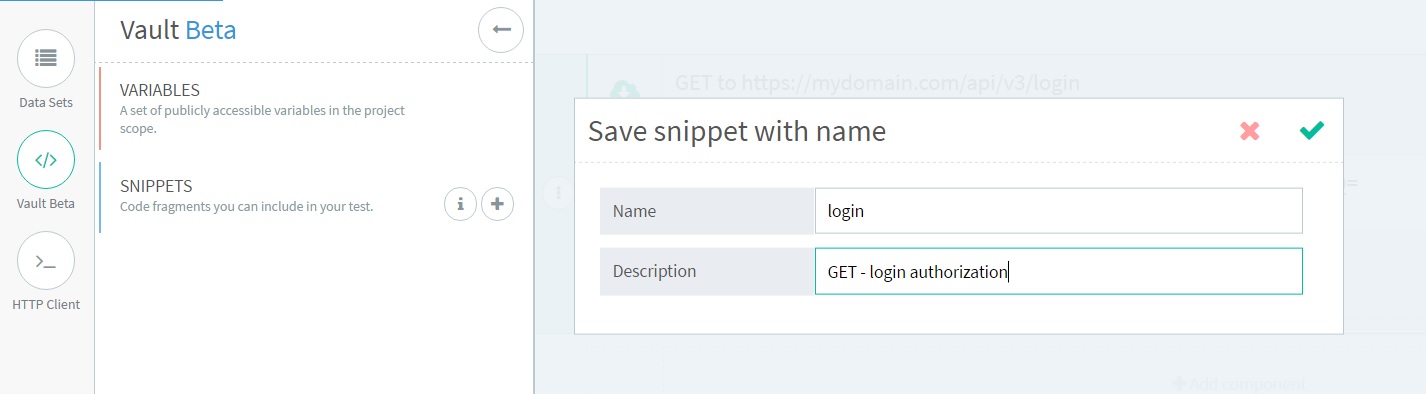 Vault Beta
Data Sets
Vault Beta
HTTP Client
VARIABLES
A set of publicly accessible variables in the project
scope.
SNIPPETS
Code fragments you can include in your test.
GET to https://mydomain.com/api/v3/login
Save snippet with name
Name
login
Description
GET - login authorization
Add component